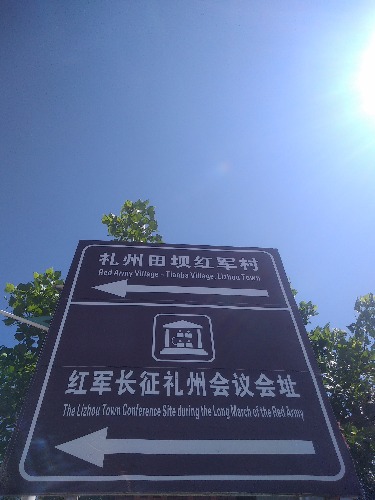 礼州田坝红军村
Red Army Village - Tianba Village, Lizhou Town
红军长征礼州会议会址
The Lizhou Town Conference Site during the Long March of the Red Army